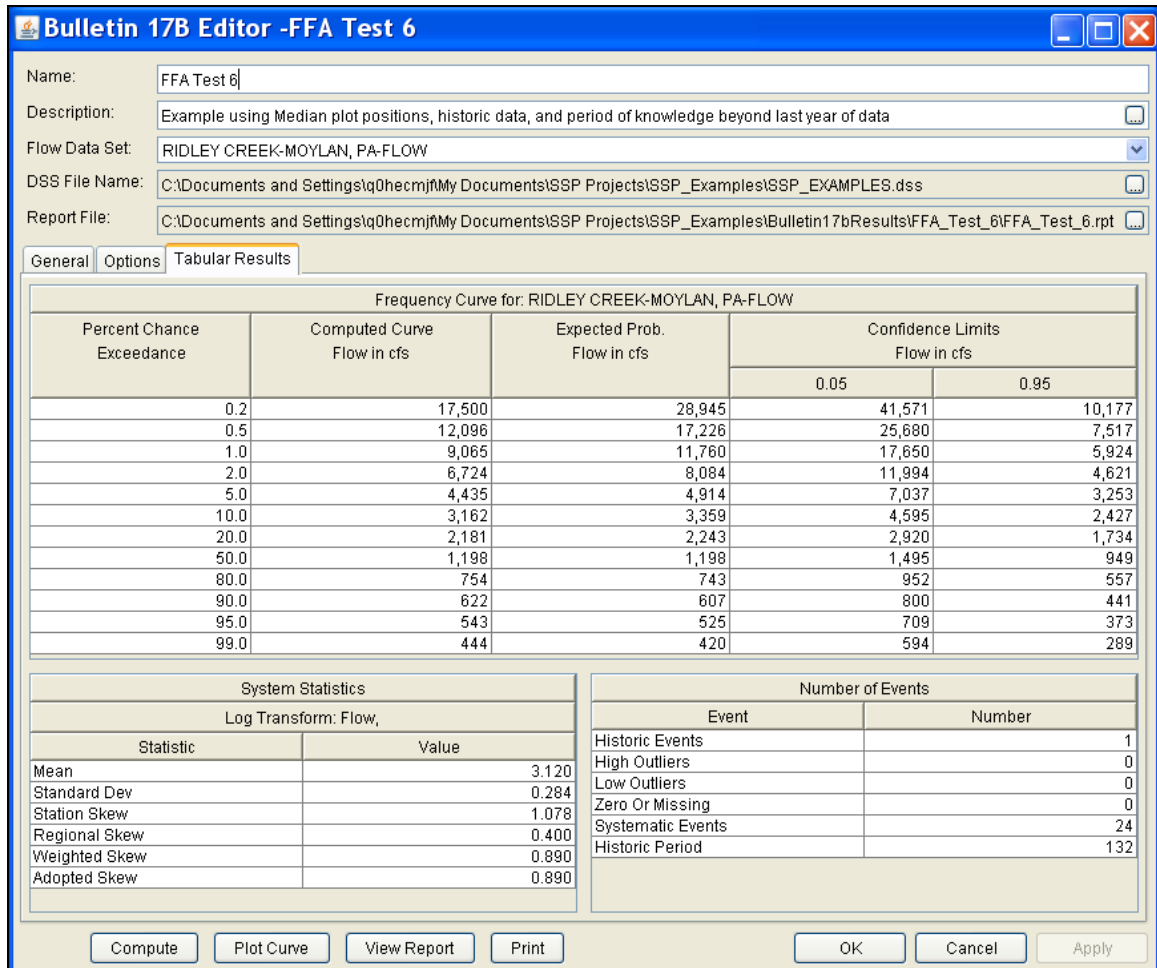 Bulletin 17B Editor -FFA Test 6
Name: FFA Test 6
Description: Example using Median plot positions, historic data, and period of knowledge beyond last year of data ...
Flow Data Set: RIDLEY CREEK-MOYLAN, PA-FLOW
DSS File Name: C:\Documents and Settings\q0hecmjf\My Documents\SSP Projects\SSP_Examples\SSP_EXAMPLES.dss ...
Report File: C:\Documents and Settings\q0hecmjf\My Documents\SSP Projects\SSP_Examples\Bulletin17bResults\FFA_Test_6\FFA_Test_6.rpt ...
General Options Tabular Results
Frequency Curve for: RIDLEY CREEK-MOYLAN, PA-FLOW
Percent Chance Computed Curve Expected Prob. Confidence Limits
Exceedance Flow in cfs Flow in cfs Flow in cfs
0.05 0.95
0.2 17,500 28,945 41,571 10,177
0.5 12,096 17,226 25,680 7,517
1.0 9,065 11,760 17,650 5,924
2.0 6,724 8,084 11,994 4,621
5.0 4,435 4,914 7,037 3,253
10.0 3,162 3,359 4,595 2,427
20.0 2,181 2,243 2,920 1,734
50.0 1,198 1,198 1,495 949
80.0 754 743 952 557
90.0 622 607 800 441
95.0 543 525 709 373
99.0 444 420 594 289
System Statistics
Log Transform: Flow,
Statistic Value
Mean 3.120
Standard Dev 0.284
Station Skew 1.078
Regional Skew 0.400
Weighted Skew 0.890
Adopted Skew 0.890
Number of Events
Event Number
Historic Events 1
High Outliers 0
Low Outliers 0
Zero Or Missing 0
Systematic Events 24
Historic Period 132
Compute Plot Curve View Report Print OK Cancel Apply